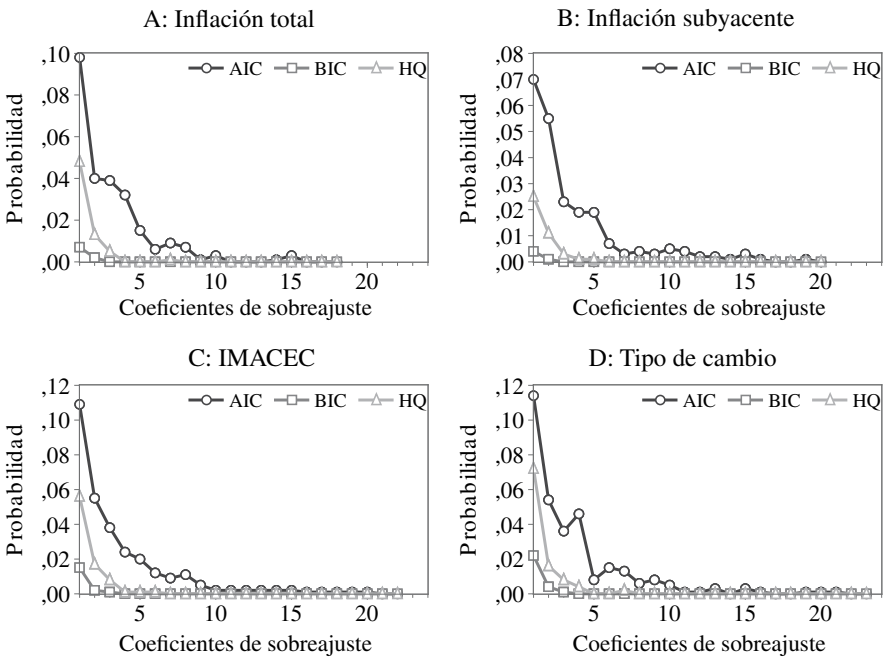 A: Inflación total
,10
,08
,06
,04
,02
,00
Probabilidad
AIC BIC HQ
5 10 15 20
Coeficientes de sobreajuste
B: Inflación subyacente
,08
,07
,06
,05
,04
,03
,02
,01
,00
Probabilidad
AIC BIC HQ
5 10 15 20
Coeficientes de sobreajuste
C: IMACEC
,12
,10
,08
,06
,04
,02
,00
Probabilidad
AIC BIC HQ
5 10 15 20
Coeficientes de sobreajuste
D: Tipo de cambio
,12
,10
,08
,06
,04
,02
,00
Probabilidad
AIC BIC HQ
5 10 15 20
Coeficientes de sobreajuste